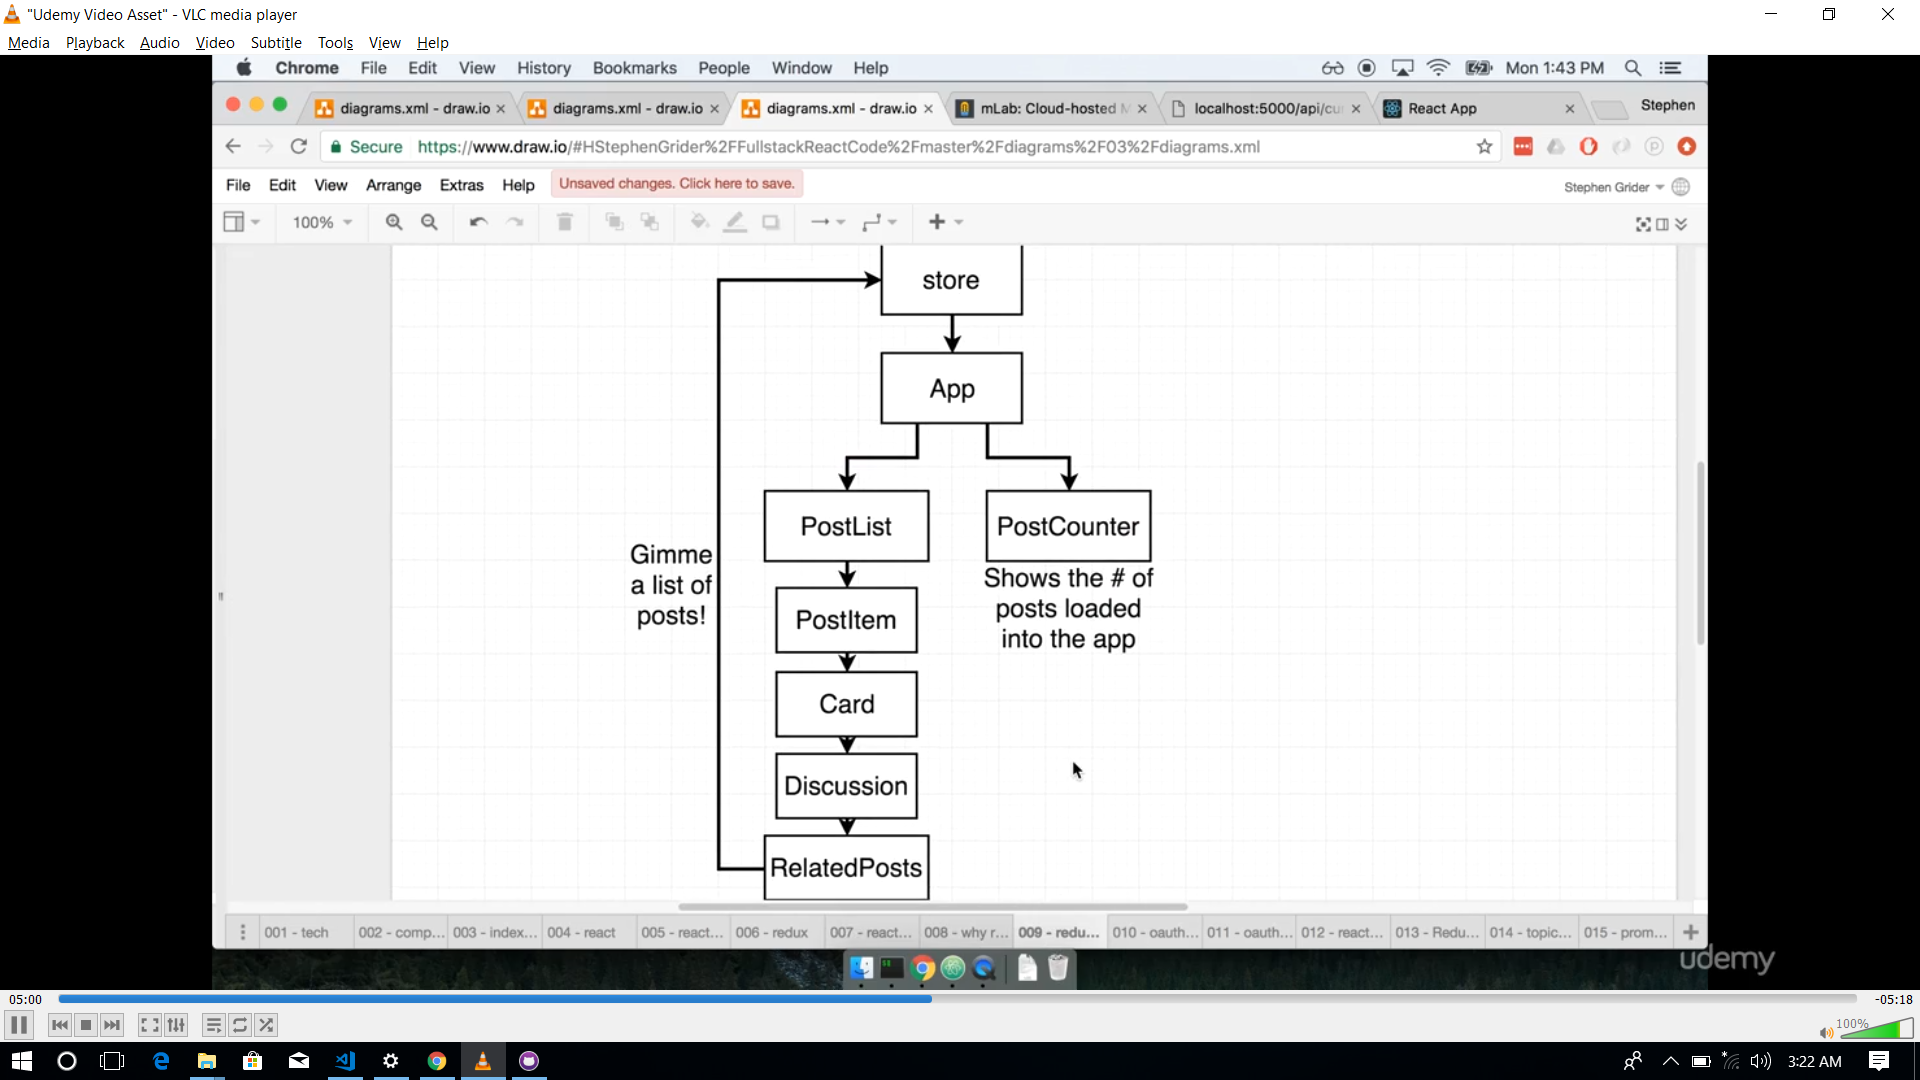 "Udemy Video Asset" - VLC media player
Media Playback Audio Video Subtitle Tools View Help
Chrome File Edit View History Bookmarks People Window Help Mon 1:43 PM
diagrams.xml - draw.io diagrams.xml - draw.io diagrams.xml - draw.io mLab: Cloud-hosted M localhost:5000/api/cu React App Stephen
Secure https://www.draw.io/#HStephenGrider%2FFullstackReactCode%2Fmaster%2Fdiagrams%2F03%2Fdiagrams.xml
File Edit View Arrange Extras Help Unsaved changes. Click here to save. Stephen Grider
100%
store
App
PostList PostCounter
Gimme
a list of
posts!
Shows the # of
posts loaded
into the app
PostItem
Card
Discussion
RelatedPosts
001 - tech 002 - comp... 003 - index... 004 - react 005 - react... 006 - redux 007 - react... 008 - why r... 009 - redu... 010 - oauth... 011 - oauth... 012 - react... 013 - Redu... 014 - topic... 015 - prom...
udemy
05:00 -05:18
100%
3:22 AM